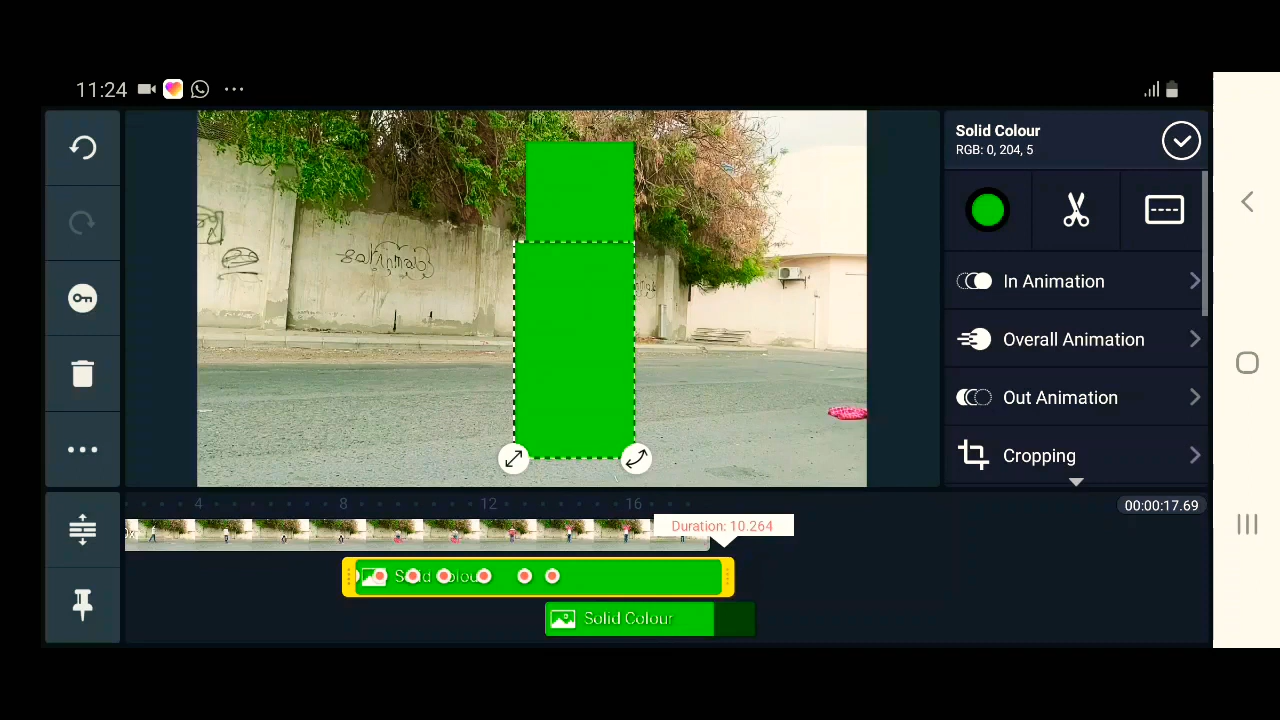 11:24
Solid Colour
RGB: 0, 204, 5
In Animation
Overall Animation
Out Animation
Cropping
4 8 12 16
00:00:17.69
Duration: 10.264
Solid Colour
Solid Colour